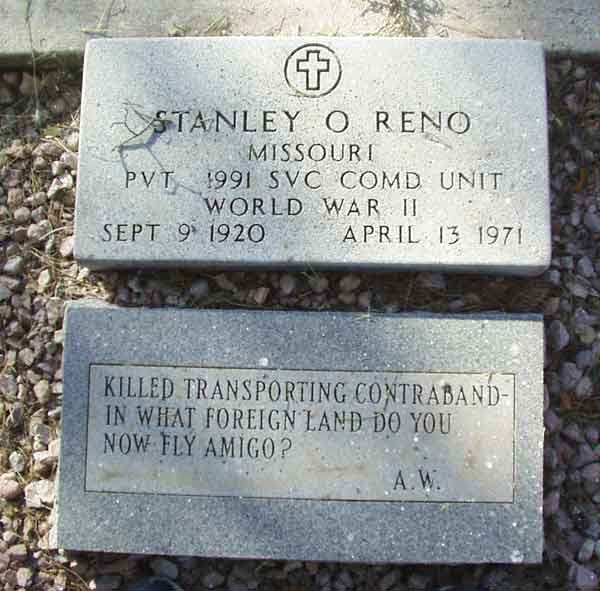 STANLEY O RENO
MISSOURI
PVT 1991 SVC COMD UNIT
WORLD WAR II
SEPT 9 1920 APRIL 13 1971
KILLED TRANSPORTING CONTRABAND-
IN WHAT FOREIGN LAND DO YOU
NOW FLY AMIGO?
A.W.